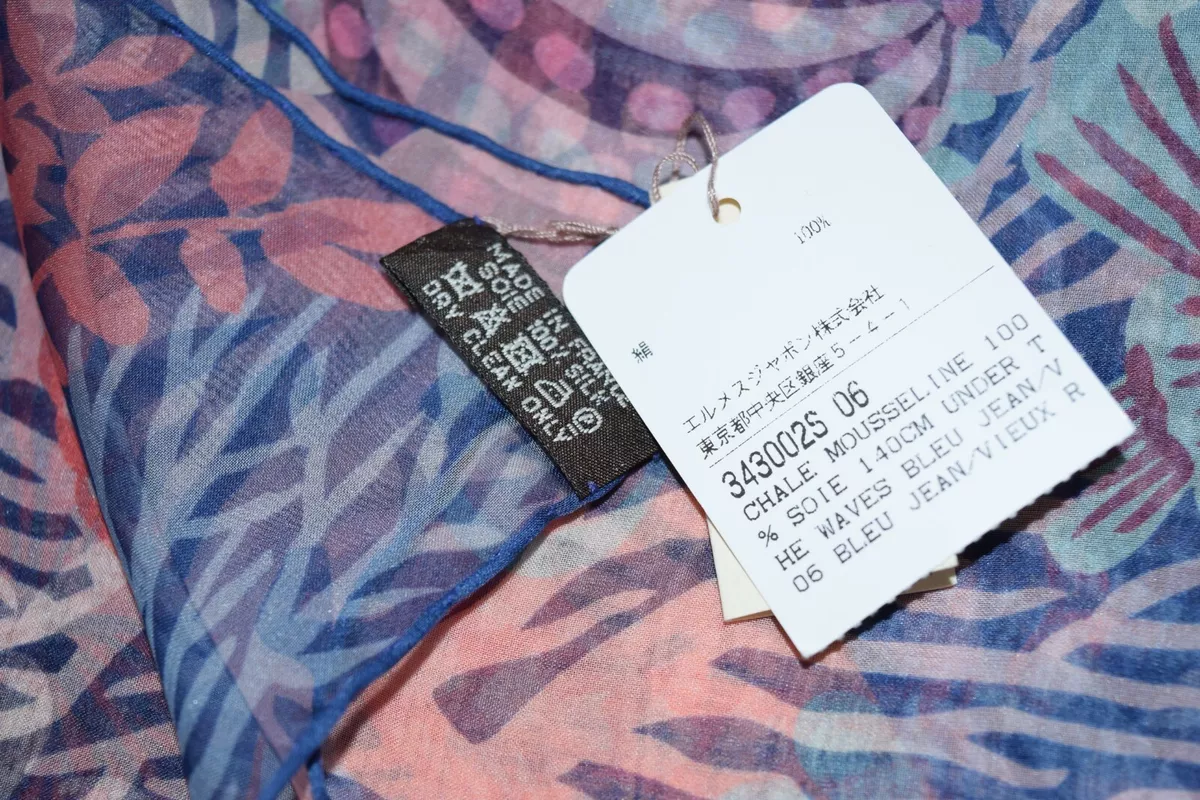 100%
絹
エルメスジャポン株式会社
東京都中央区銀座5-4-1
343002S 06
CHALE MOUSSELINE 100
% SOIE 140CM UNDER T
HE WAVES BLEU JEAN/V
06 BLEU JEAN/VIEUX R
MADE IN FRANCE
100% SILK
SOIE
DRY CLEAN ONLY